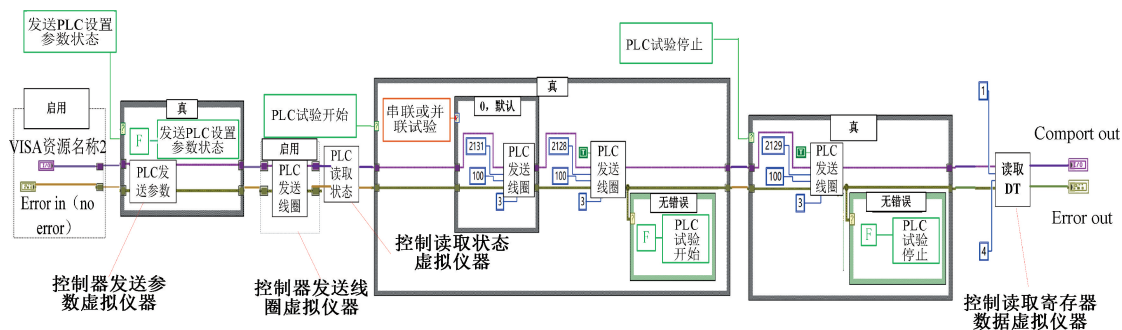 发送PLC设置
参数状态
启用
VISA资源名称2
Error in（no
error）
真
F
发送PLC设置
参数状态
PLC发
送参数
控制器发送参
数虚拟仪器
PLC试验开始
启用
PLC
发送
线圈
PLC
读取
状态
控制器发送线
圈虚拟仪器
控制读取状态
虚拟仪器
真
串联或并
联试验
0，默认
2131
100
3
PLC
发送
线圈
2128
T
100
3
PLC
发送
线圈
无错误
F
PLC
试验
开始
PLC试验停止
真
2129
T
100
3
PLC
发送
线圈
无错误
F
PLC
试验
停止
1
4
读取
DT
Comport out
I/O
Error out
控制读取寄存器
数据虚拟仪器